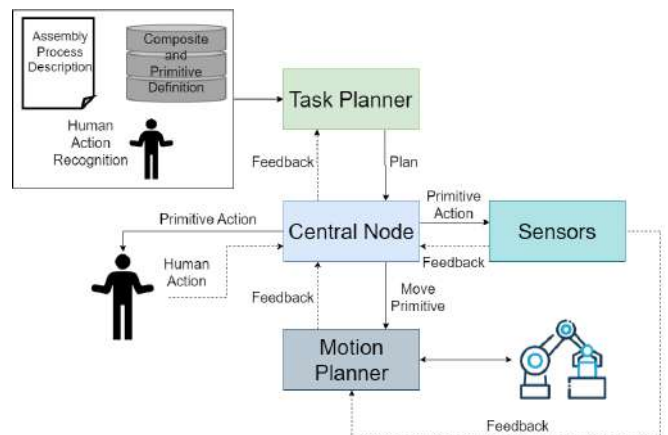 Assembly
Process
Description
Composite
and
Primitive
Definition
Human
Action
Recognition
Task Planner
Feedback
Plan
Primitive Action
Central Node
Primitive
Action
Sensors
Feedback
Human
Action
Feedback
Move
Primitive
Motion
Planner
Feedback